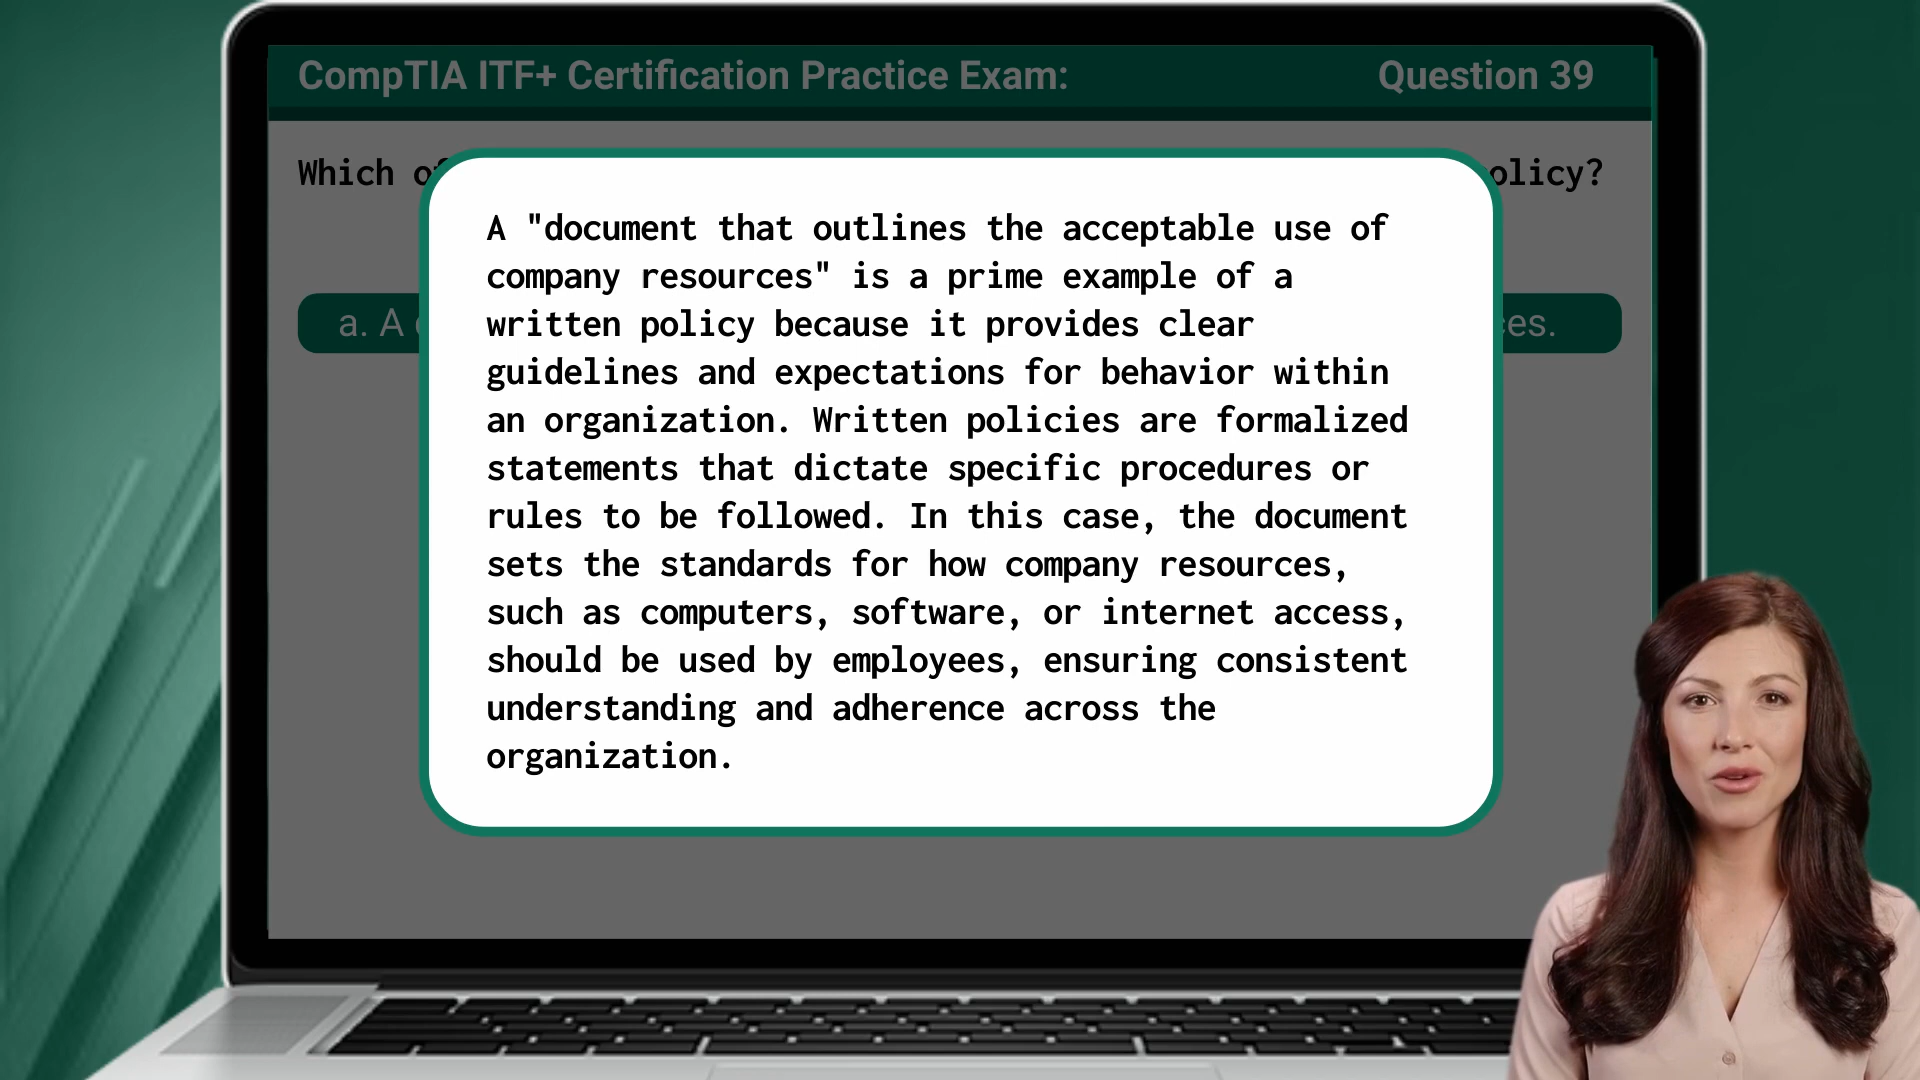 CompTIA ITF+ Certification Practice Exam: Question 39
Which olicy?
A "document that outlines the acceptable use of
company resources" is a prime example of a
written policy because it provides clear
guidelines and expectations for behavior within
an organization. Written policies are formalized
statements that dictate specific procedures or
rules to be followed. In this case, the document
sets the standards for how company resources,
such as computers, software, or internet access,
should be used by employees, ensuring consistent
understanding and adherence across the
organization.
a. A ces.